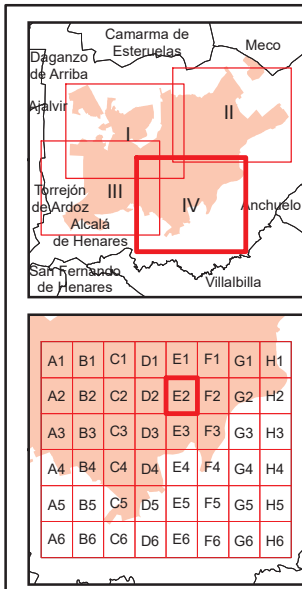 Camarma de
Esteruelas
Meco
Daganzo
de Arriba
Ajalvir
I
II
Torrejón
de Ardoz
III
IV
Anchuelo
Alcalá
de Henares
San Fernando
de Henares
Villalbilla
A1 B1 C1 D1 E1 F1 G1 H1
A2 B2 C2 D2 E2 F2 G2 H2
A3 B3 C3 D3 E3 F3 G3 H3
A4 B4 C4 D4 E4 F4 G4 H4
A5 B5 C5 D5 E5 F5 G5 H5
A6 B6 C6 D6 E6 F6 G6 H6